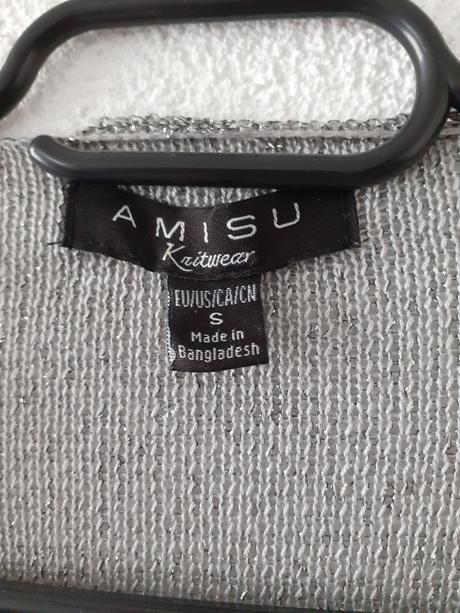 AMISU
Knitwear
EU/US/CA/CN
S
Made in
Bangladesh